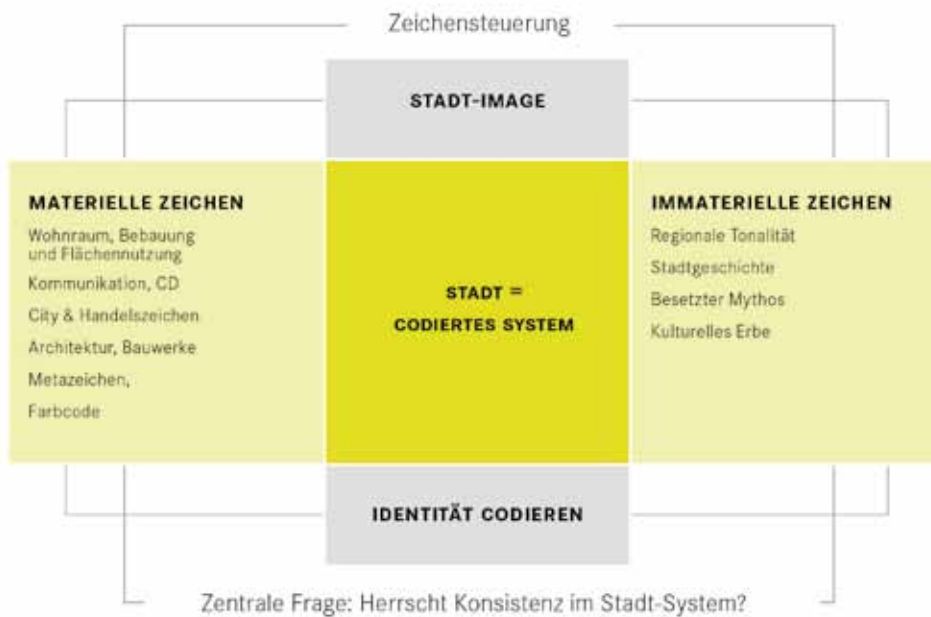 Zeichensteuerung
STADT-IMAGE
MATERIELLE ZEICHEN
Wohnraum, Bebauung
und Flächennutzung
Kommunikation, CD
City & Handelszeichen
Architektur, Bauwerke
Metazeichen,
Farbcode
STADT =
CODIERTES SYSTEM
IMMATERIELLE ZEICHEN
Regionale Tonalität
Stadtgeschichte
Besetzter Mythos
Kulturelles Erbe
IDENTITÄT CODIEREN
Zentrale Frage: Herrscht Konsistenz im Stadt-System?